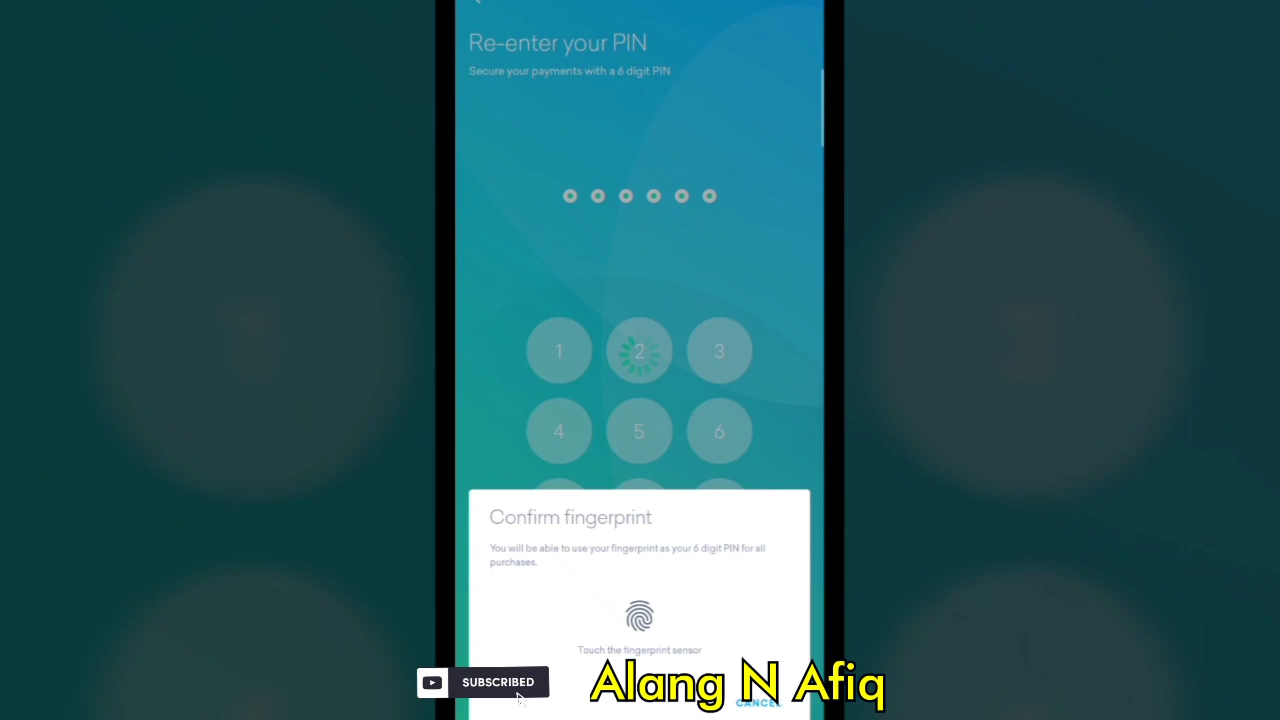 Re-enter your PIN
Secure your payments with a 6 digit PIN
1 2 3
4 5 6
Confirm fingerprint
You will be able to use your fingerprint as your 6 digit PIN for all
purchases.
Touch the fingerprint sensor
SUBSCRIBED
Alang N Afiq
CANCEL